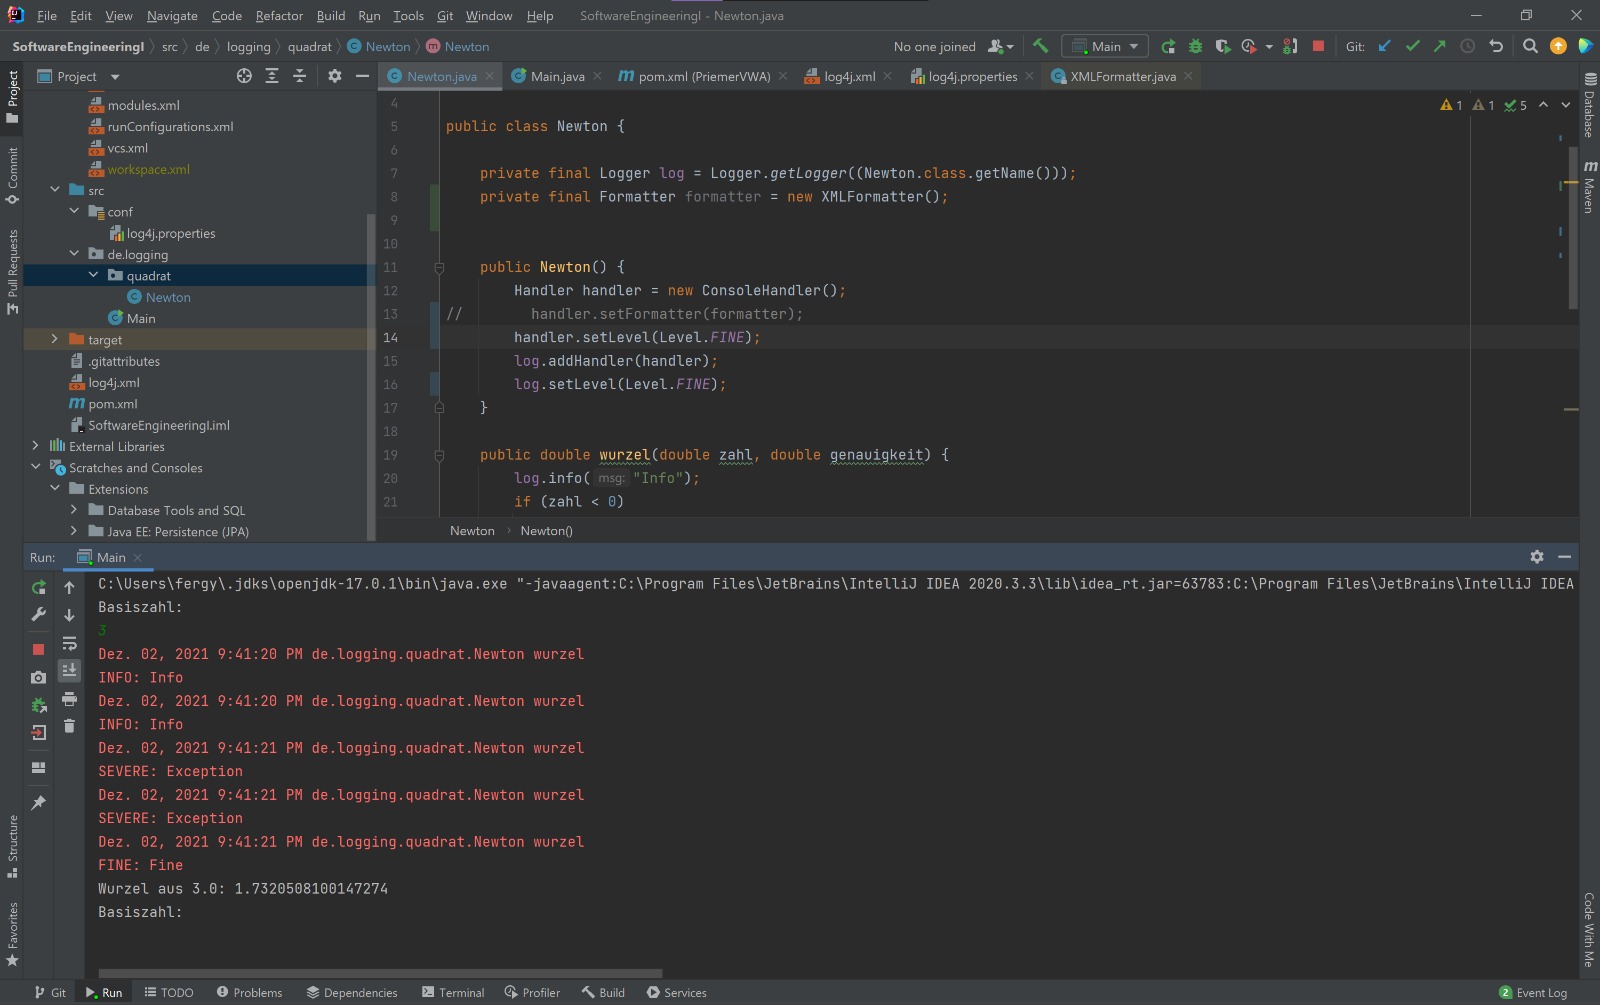 File Edit View Navigate Code Refactor Build Run Tools Git Window Help SoftwareEngineeringI - Newton.java
SoftwareEngineeringI src de logging quadrat Newton Newton No one joined Main Git:
Project Newton.java Main.java pom.xml (PriemerVWA) log4j.xml log4j.properties XMLFormatter.java
Project
Commit
Pull Requests
modules.xml
runConfigurations.xml
vcs.xml
workspace.xml
src
conf
log4j.properties
de.logging
quadrat
Newton
Main
target
.gitattributes
log4j.xml
pom.xml
SoftwareEngineeringI.iml
External Libraries
Scratches and Consoles
Extensions
Database Tools and SQL
Java EE: Persistence (JPA)
1 1 5
4
5 public class Newton {
6
7 private final Logger log = Logger.getLogger((Newton.class.getName()));
8 private final Formatter formatter = new XMLFormatter();
9
10
11 public Newton() {
12 Handler handler = new ConsoleHandler();
13 // handler.setFormatter(formatter);
14 handler.setLevel(Level.FINE);
15 log.addHandler(handler);
16 log.setLevel(Level.FINE);
17 }
18
19 public double wurzel(double zahl, double genauigkeit) {
20 log.info( msg: "Info");
21 if (zahl < 0)
Newton Newton()
Database
Maven
Run: Main
C:\Users\fergy\.jdks\openjdk-17.0.1\bin\java.exe "-javaagent:C:\Program Files\JetBrains\IntelliJ IDEA 2020.3.3\lib\idea_rt.jar=63783:C:\Program Files\JetBrains\IntelliJ IDEA
Basiszahl:
3
Dez. 02, 2021 9:41:20 PM de.logging.quadrat.Newton wurzel
INFO: Info
Dez. 02, 2021 9:41:20 PM de.logging.quadrat.Newton wurzel
INFO: Info
Dez. 02, 2021 9:41:21 PM de.logging.quadrat.Newton wurzel
SEVERE: Exception
Dez. 02, 2021 9:41:21 PM de.logging.quadrat.Newton wurzel
SEVERE: Exception
Dez. 02, 2021 9:41:21 PM de.logging.quadrat.Newton wurzel
FINE: Fine
Wurzel aus 3.0: 1.7320508100147274
Basiszahl:
Structure
Favorites
Code With Me
Git Run TODO Problems Dependencies Terminal Profiler Build Services 2 Event Log